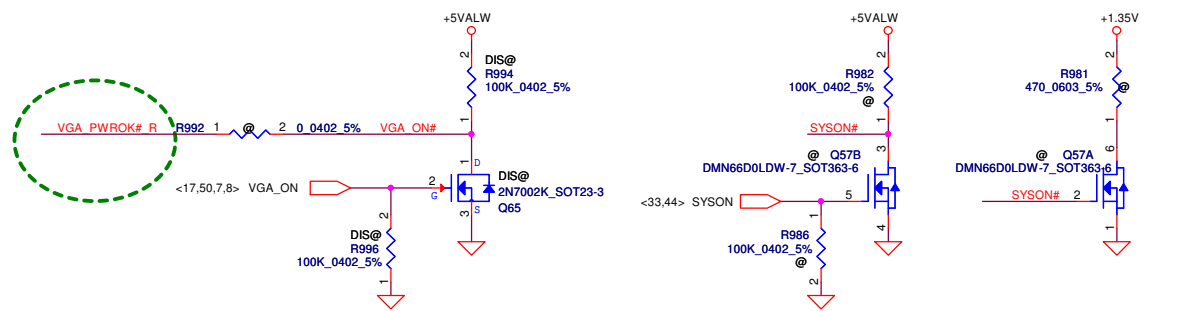 +5VALW
2
DIS@
R994
100K_0402_5%
1
VGA_PWROK#_R
R992 1 @ 2 0_0402_5%
VGA_ON#
1 D
<17,50,7,8> VGA_ON
2
G
DIS@
2N7002K_SOT23-3
Q65
3 S
2
DIS@
R996
100K_0402_5%
1
+5VALW
2
R982
100K_0402_5%
@
1
SYSON#
3
@ Q57B
DMN66D0LDW-7_SOT363-6
<33,44> SYSON
5
4
1
R986
100K_0402_5%
@
2
+1.35V
2
R981
470_0603_5%
@
1
6
@ Q57A
DMN66D0LDW-7_SOT363-6
SYSON# 2
1